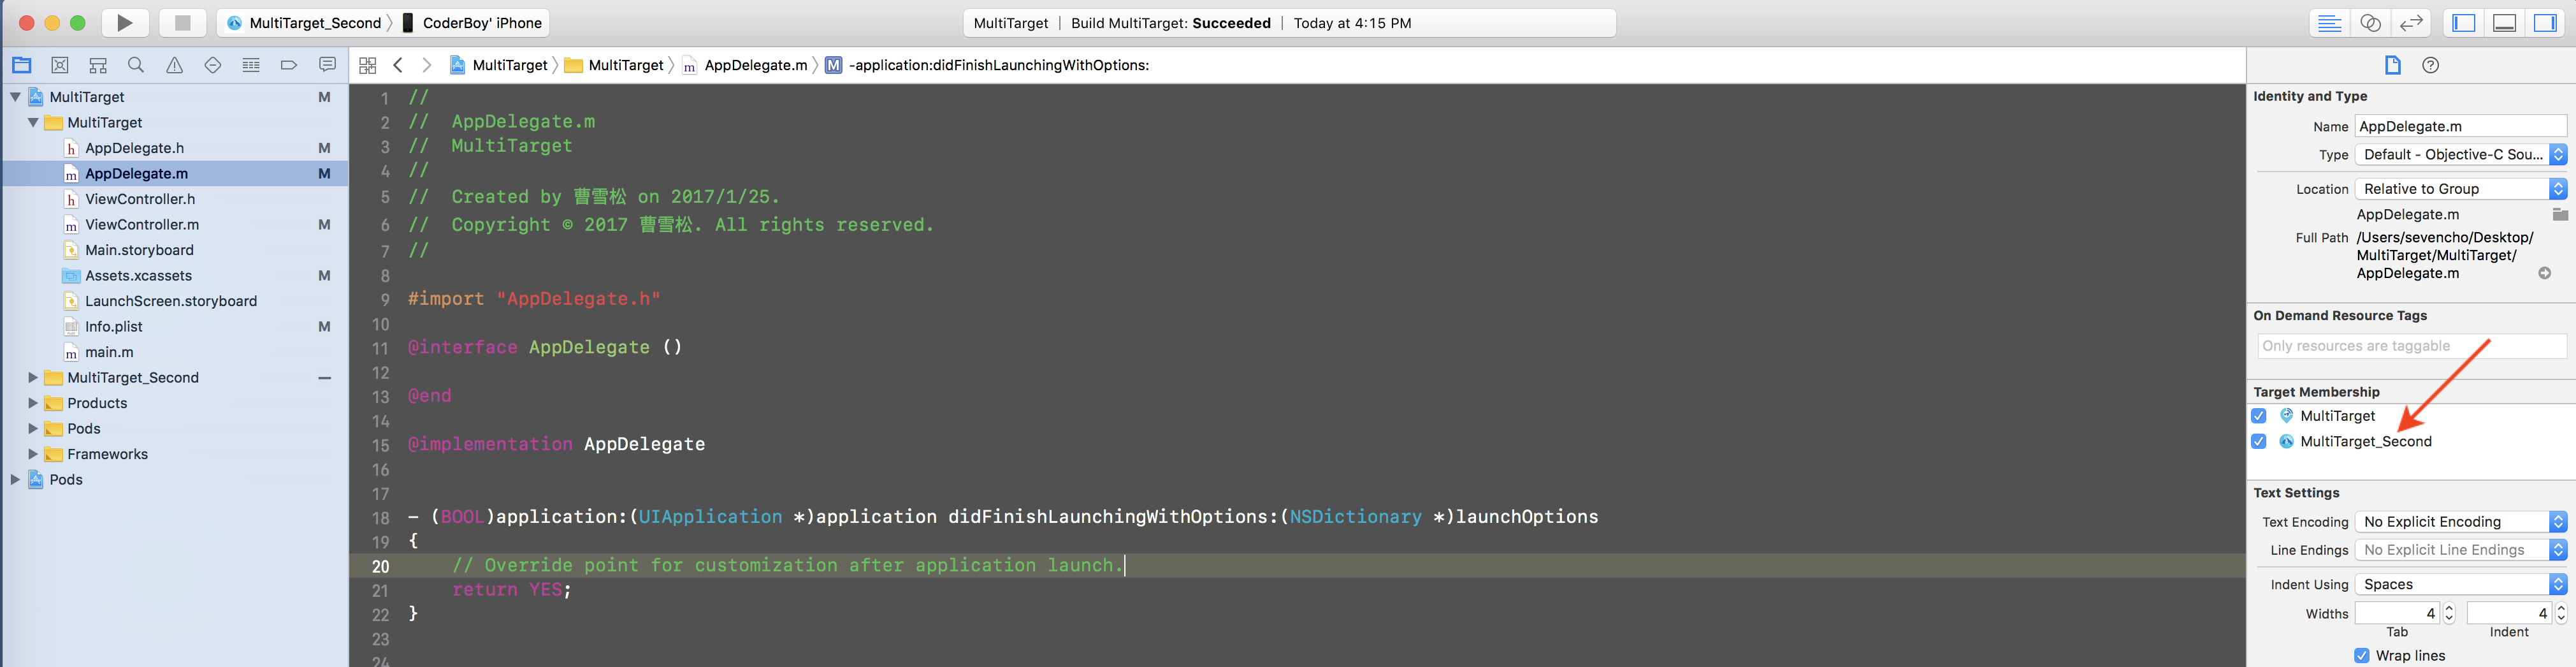 MultiTarget_Second CoderBoy' iPhone
MultiTarget | Build MultiTarget: Succeeded | Today at 4:15 PM
MultiTarget M
MultiTarget
AppDelegate.h M
AppDelegate.m M
ViewController.h
ViewController.m M
Main.storyboard
Assets.xcassets M
LaunchScreen.storyboard
Info.plist M
main.m
MultiTarget_Second
Products
Pods
Frameworks
Pods
MultiTarget MultiTarget AppDelegate.m M -application:didFinishLaunchingWithOptions:
1 //
2 // AppDelegate.m
3 // MultiTarget
4 //
5 // Created by 曹雪松 on 2017/1/25.
6 // Copyright © 2017 曹雪松. All rights reserved.
7 //
8
9 #import "AppDelegate.h"
10
11 @interface AppDelegate ()
12
13 @end
14
15 @implementation AppDelegate
16
17
18 - (BOOL)application:(UIApplication *)application didFinishLaunchingWithOptions:(NSDictionary *)launchOptions
19 {
20 // Override point for customization after application launch.
21 return YES;
22 }
23
24
Identity and Type
Name AppDelegate.m
Type Default - Objective-C Sou...
Location Relative to Group
AppDelegate.m
Full Path /Users/sevencho/Desktop/
MultiTarget/MultiTarget/
AppDelegate.m
On Demand Resource Tags
Only resources are taggable
Target Membership
MultiTarget
MultiTarget_Second
Text Settings
Text Encoding No Explicit Encoding
Line Endings No Explicit Line Endings
Indent Using Spaces
Widths 4 4
Tab Indent
Wrap lines